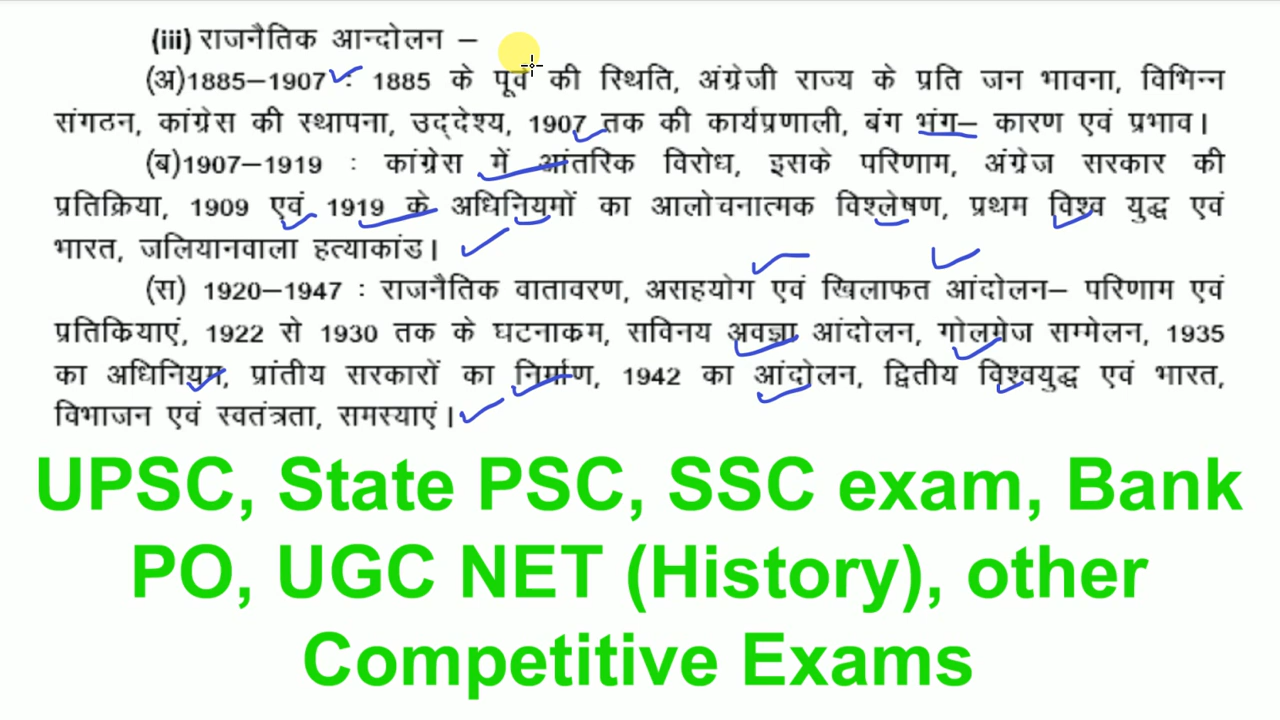 (iii) राजनैतिक आन्दोलन –
(अ)1885–1907 : 1885 के पूर्व की स्थिति, अंग्रेजी राज्य के प्रति जन भावना, विभिन्न
संगठन, कांग्रेस की स्थापना, उद्देश्य, 1907 तक की कार्यप्रणाली, बंग भंग– कारण एवं प्रभाव।
(ब)1907–1919 : कांग्रेस में आंतरिक विरोध, इसके परिणाम, अंग्रेज सरकार की
प्रतिक्रिया, 1909 एवं 1919 के अधिनियमों का आलोचनात्मक विश्लेषण, प्रथम विश्व युद्ध एवं
भारत, जलियानवाला हत्याकांड।
(स) 1920–1947 : राजनैतिक वातावरण, असहयोग एवं खिलाफत आंदोलन– परिणाम एवं
प्रतिकियाएं, 1922 से 1930 तक के घटनाकम, सविनय अवज्ञा आंदोलन, गोलमेज सम्मेलन, 1935
का अधिनियम, प्रांतीय सरकारों का निर्माण, 1942 का आंदोलन, द्वितीय विश्वयुद्ध एवं भारत,
विभाजन एवं स्वतंत्रता, समस्याएं।
UPSC, State PSC, SSC exam, Bank
PO, UGC NET (History), other
Competitive Exams